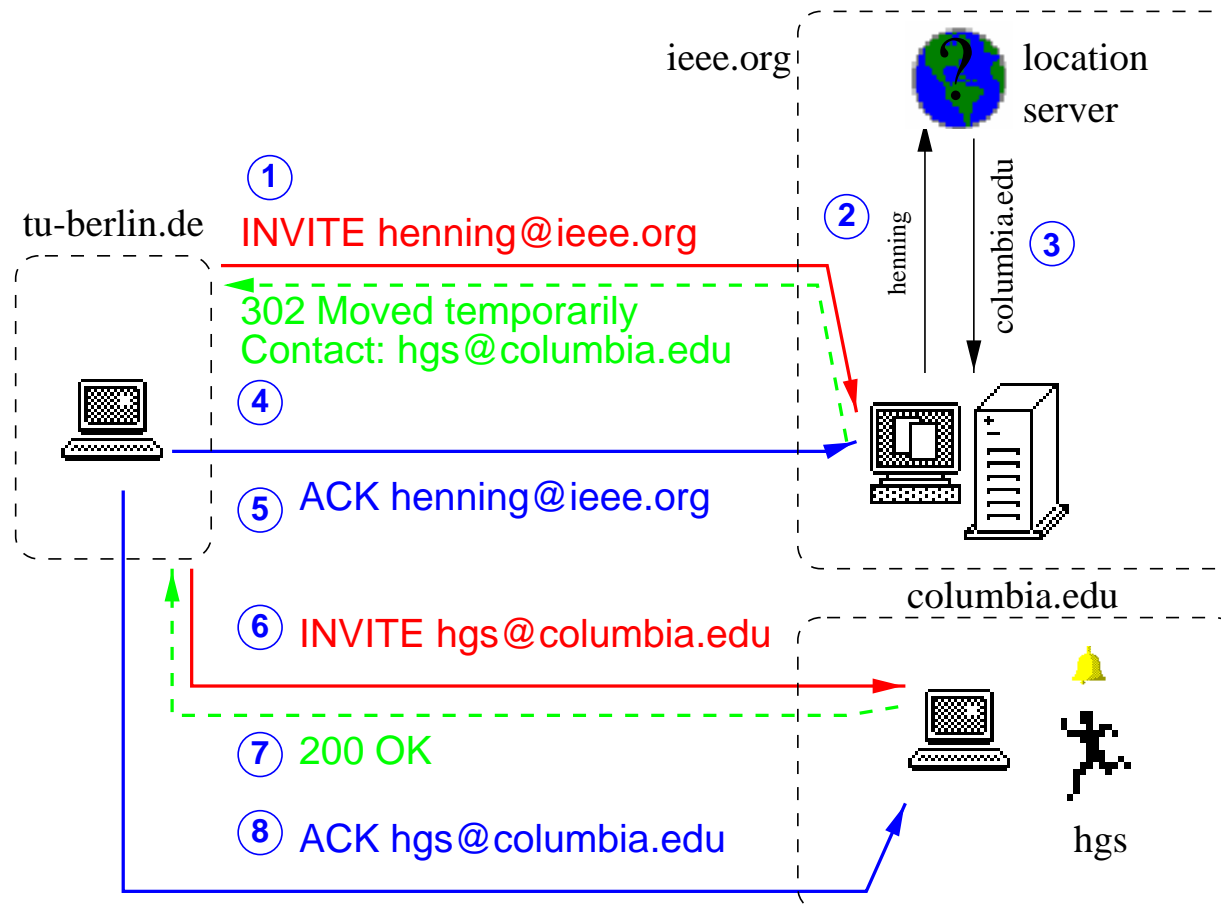 ieee.org
?
location
server
1
tu-berlin.de
INVITE henning@ieee.org
2
henning
columbia.edu
3
302 Moved temporarily
Contact: hgs@columbia.edu
4
5
ACK henning@ieee.org
columbia.edu
6
INVITE hgs@columbia.edu
7
200 OK
8
ACK hgs@columbia.edu
hgs